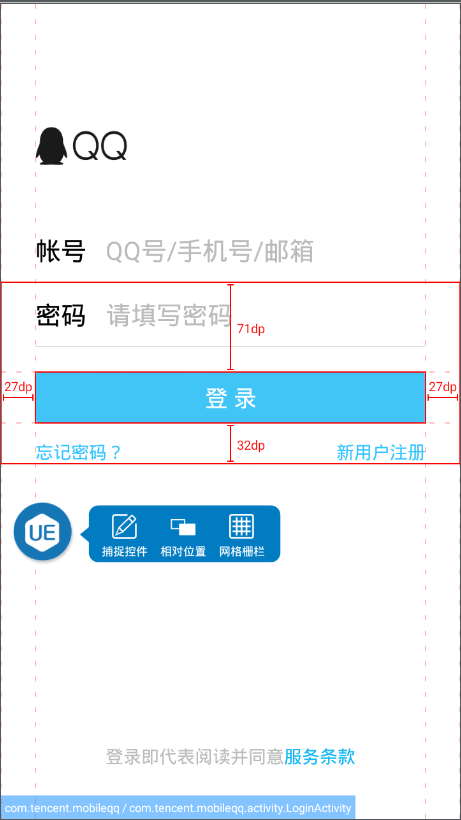 QQ
帐号 QQ号/手机号/邮箱
密码 请填写密码
71dp
27dp 登 录 27dp
32dp
忘记密码？ 新用户注册
UE
捕捉控件 相对位置 网格栅栏
登录即代表阅读并同意服务条款
com.tencent.mobileqq / com.tencent.mobileqq.activity.LoginActivity